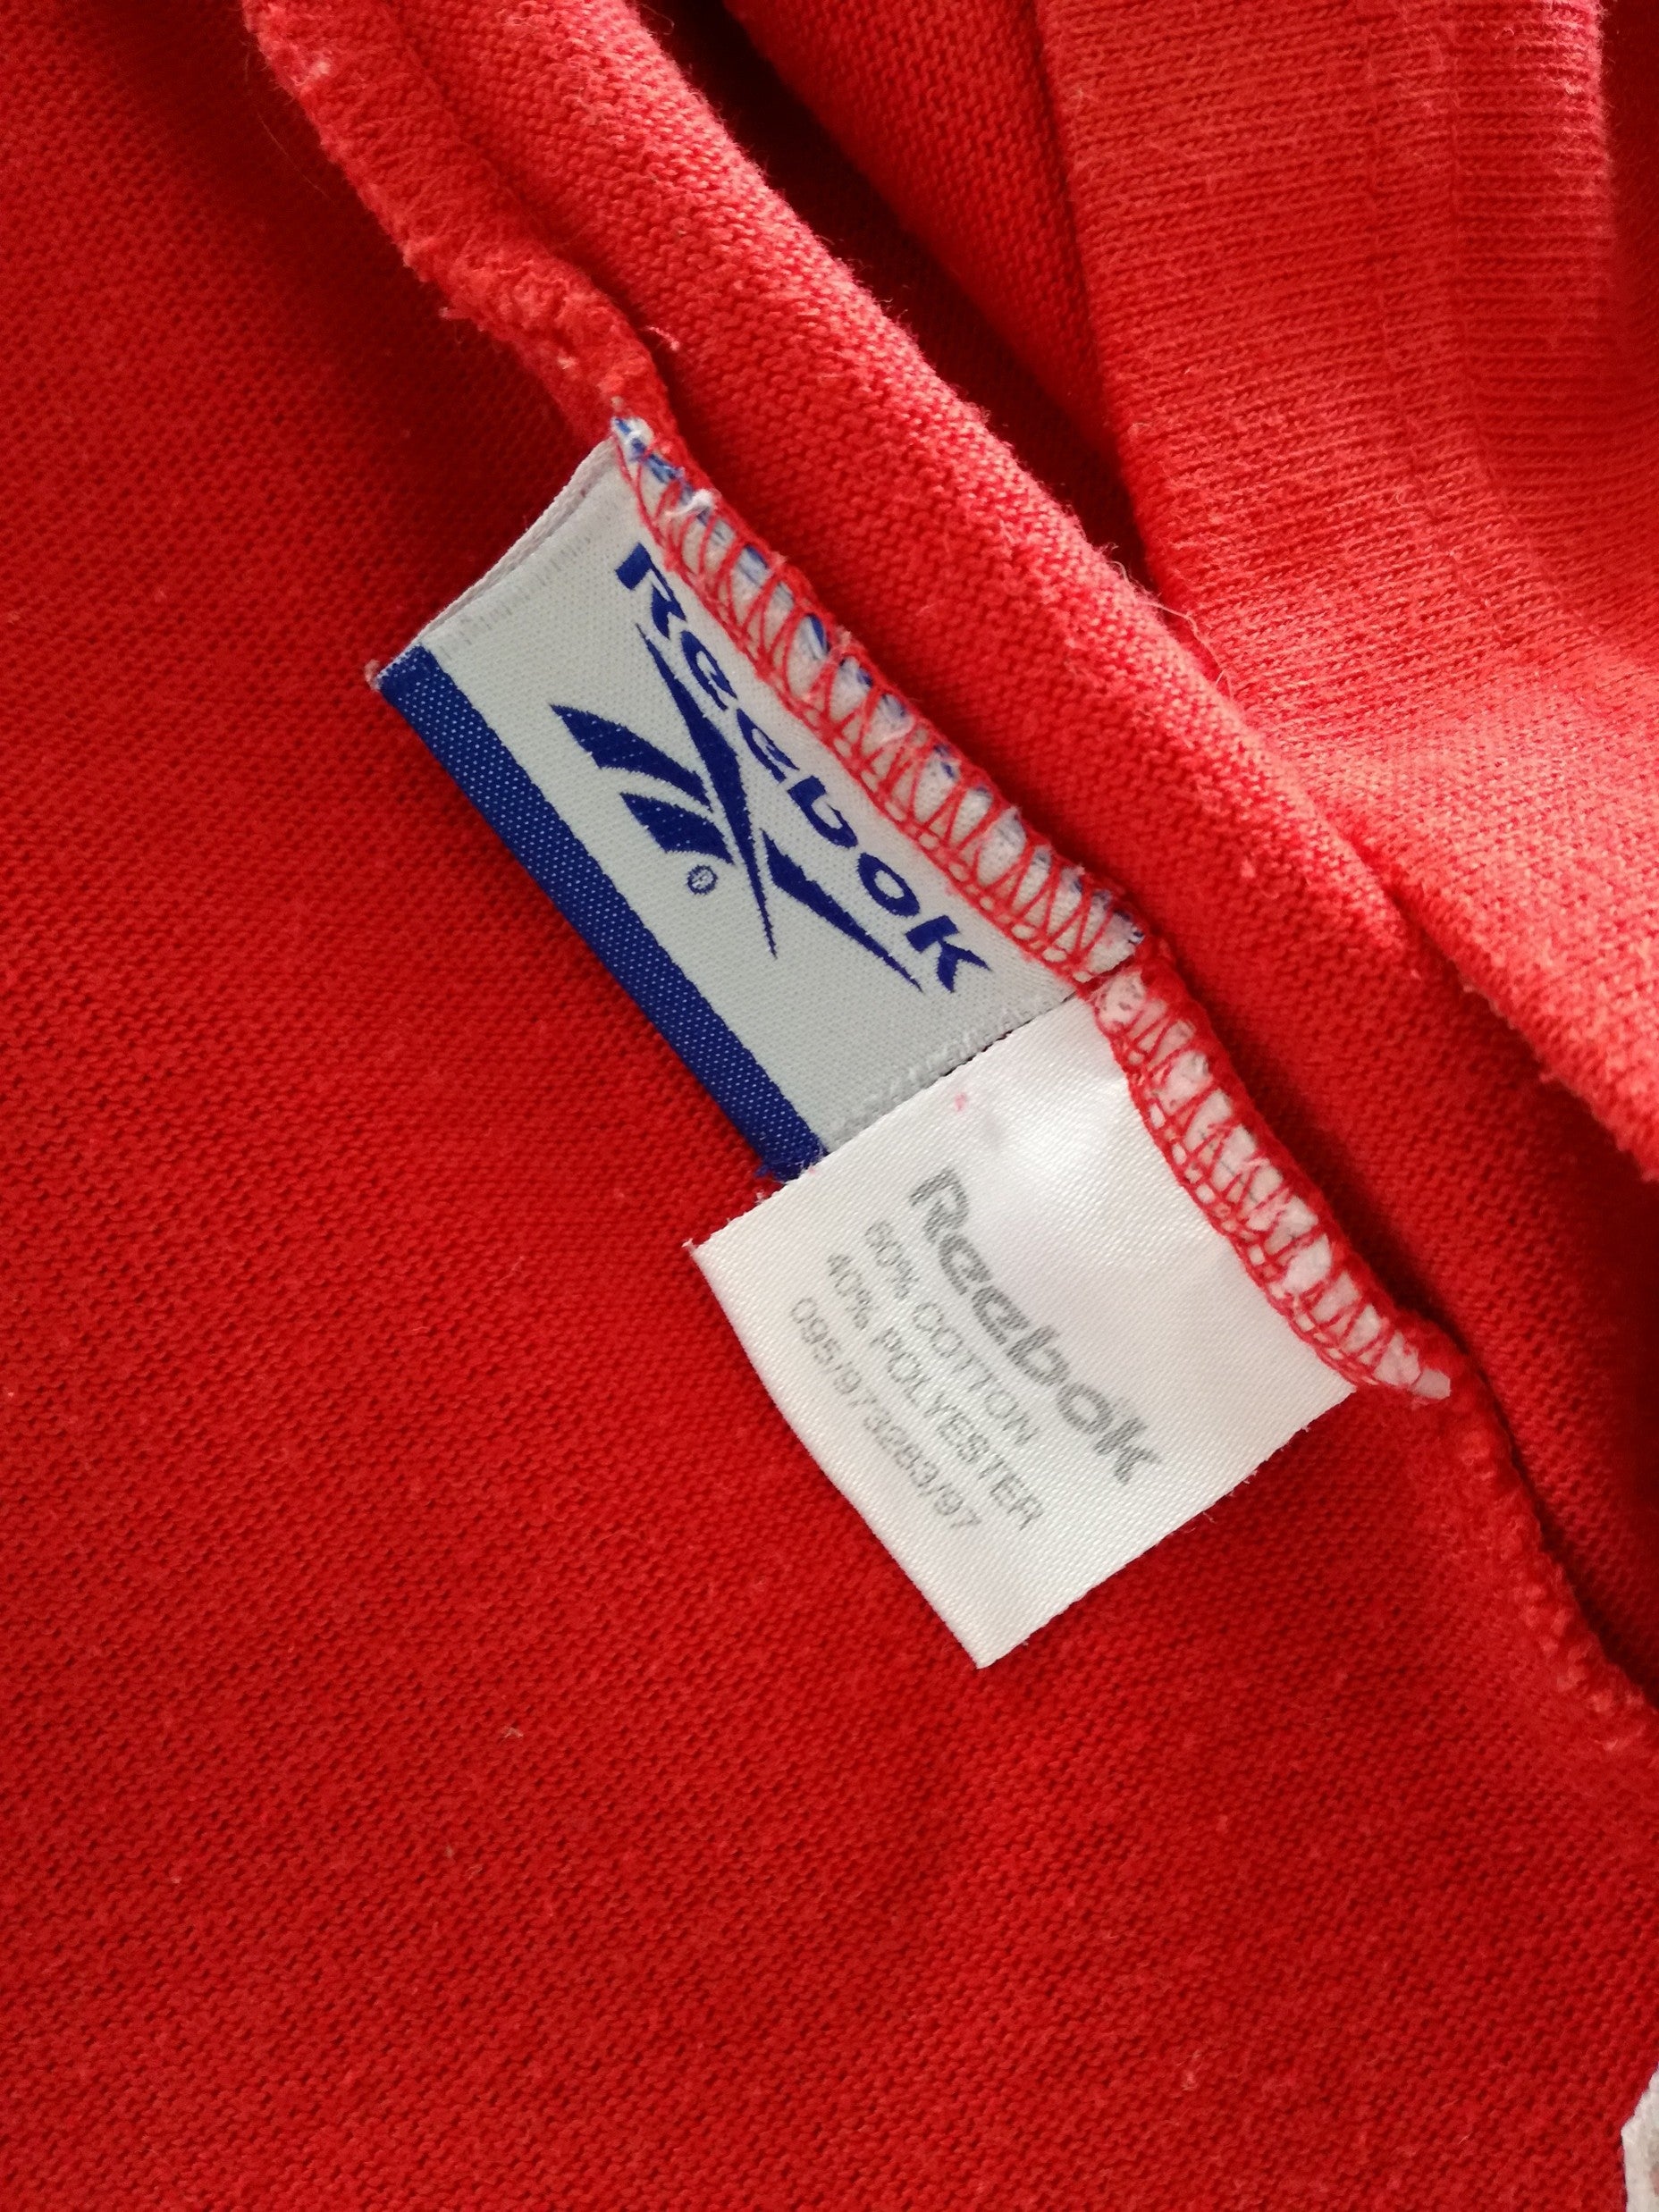 Reebok
®
Reebok
60% COTTON
40% POLYESTER
095/973283/97